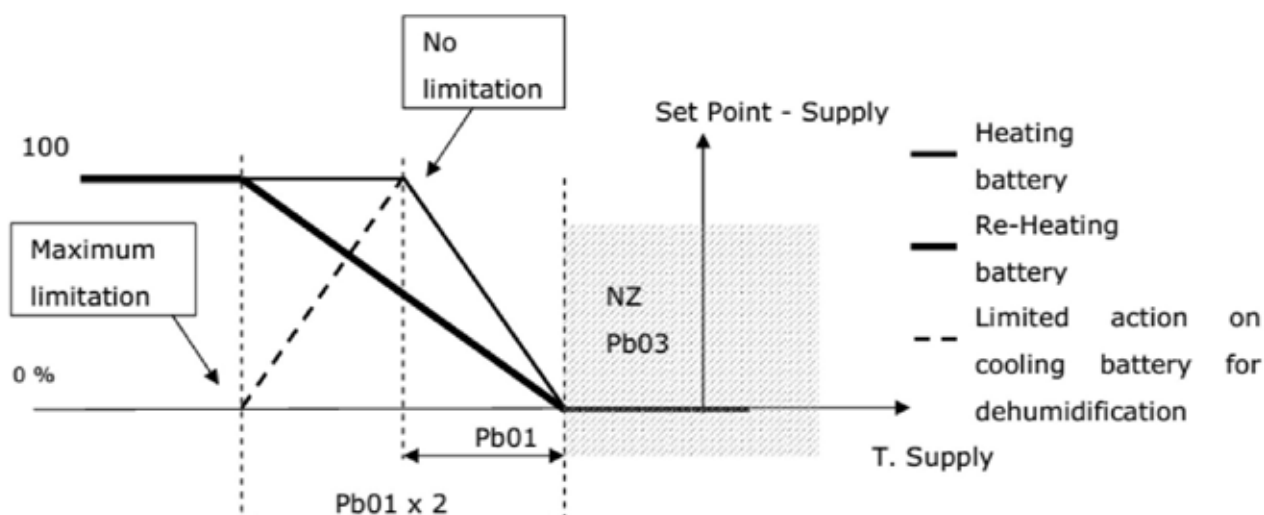 No
limitation
Set Point - Supply
100
Maximum
limitation
0 %
NZ
Pb03
Pb01
Pb01 x 2
T. Supply
Heating
battery
Re-Heating
battery
Limited action on
cooling battery for
dehumidification